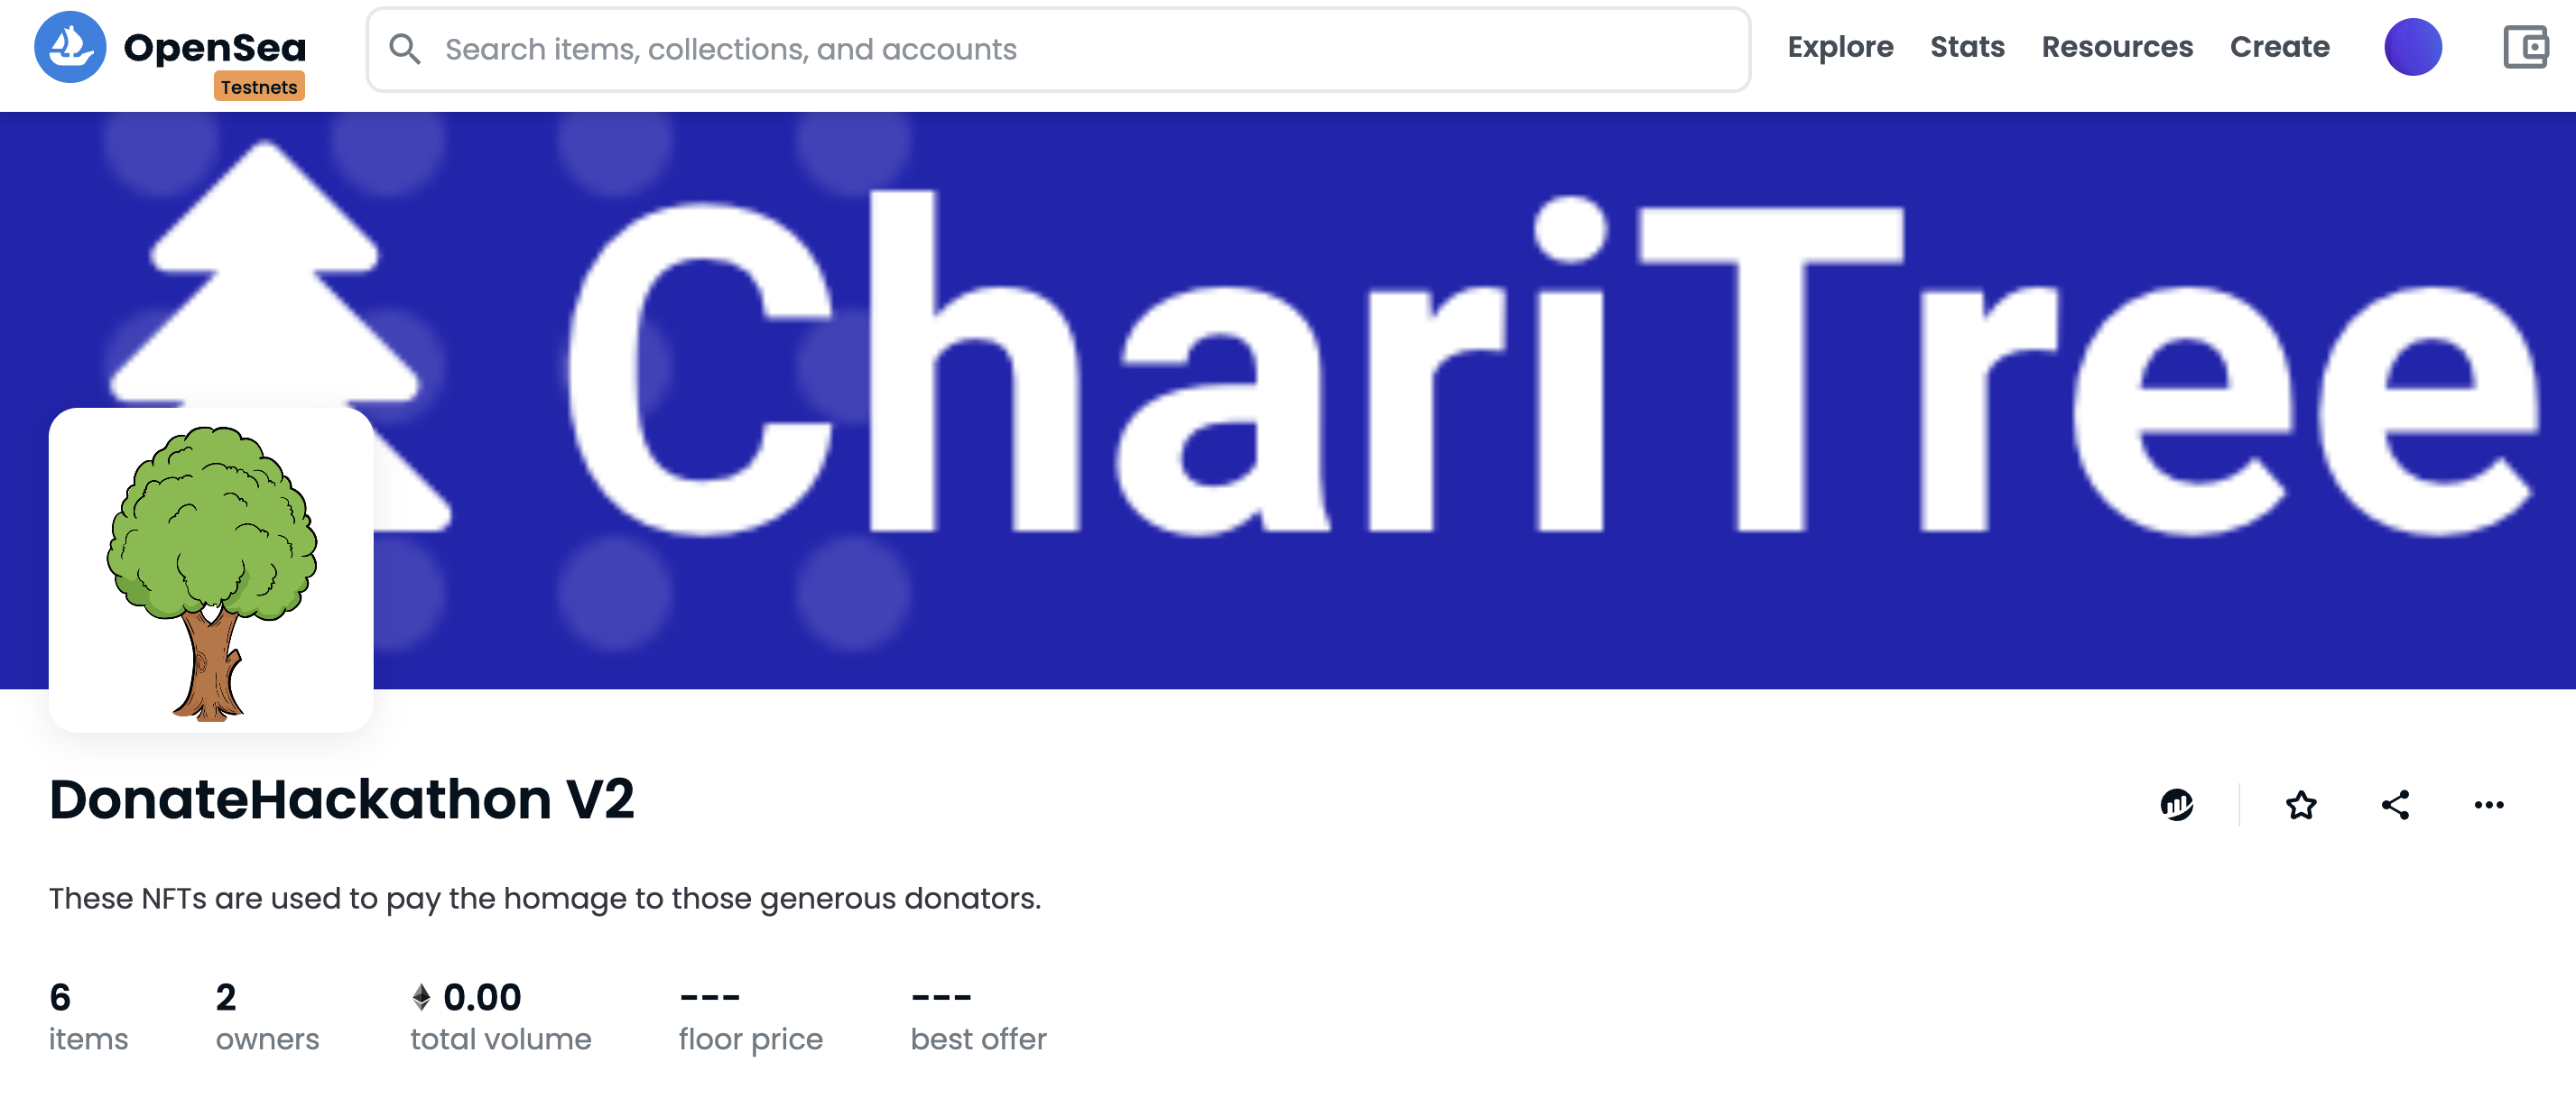 OpenSea
Testnets
Search items, collections, and accounts
Explore Stats Resources Create
ChariTree
DonateHackathon V2
These NFTs are used to pay the homage to those generous donators.
6 2 0.00 --- ---
items owners total volume floor price best offer